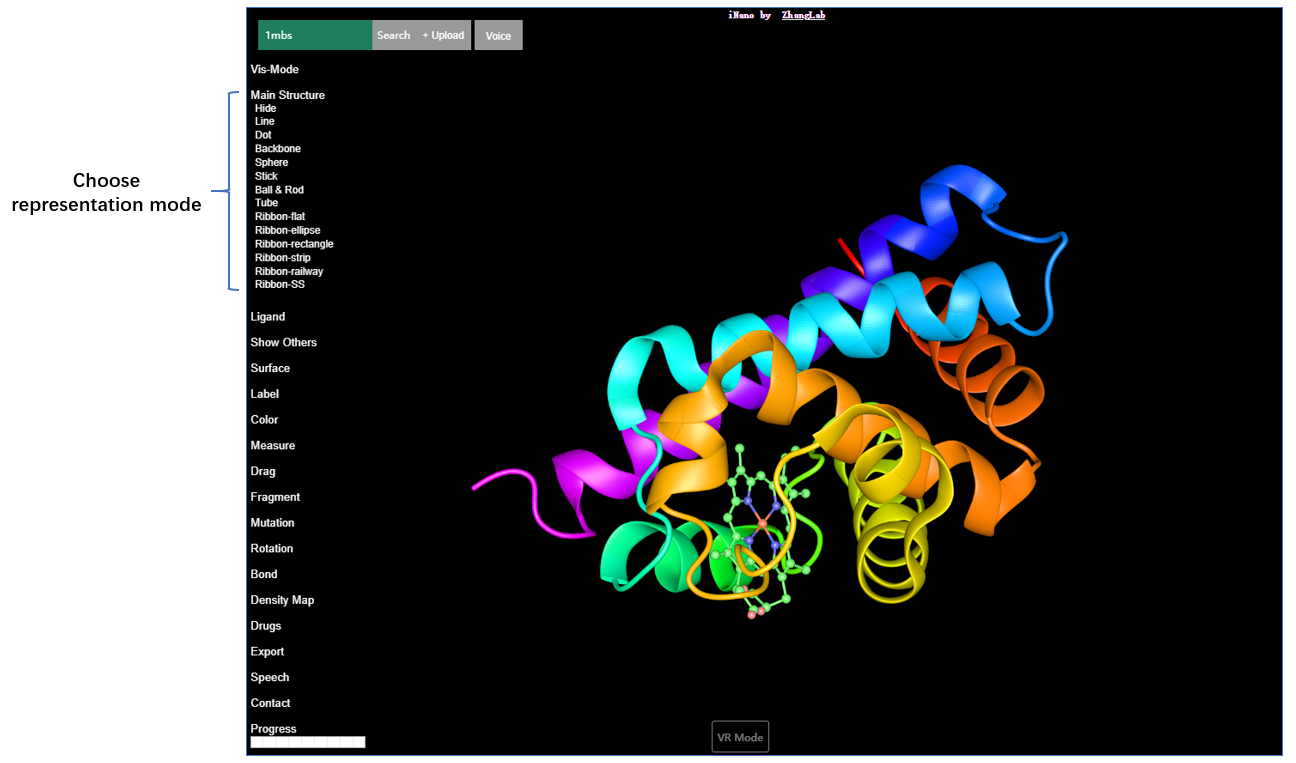 iNano by ZhangLab
1mbs
Search
+ Upload
Voice
Vis-Mode
Main Structure
Hide
Line
Dot
Backbone
Sphere
Stick
Ball & Rod
Tube
Ribbon-flat
Ribbon-ellipse
Ribbon-rectangle
Ribbon-strip
Ribbon-railway
Ribbon-SS
Choose
representation mode
Ligand
Show Others
Surface
Label
Color
Measure
Drag
Fragment
Mutation
Rotation
Bond
Density Map
Drugs
Export
Speech
Contact
Progress
VR Mode